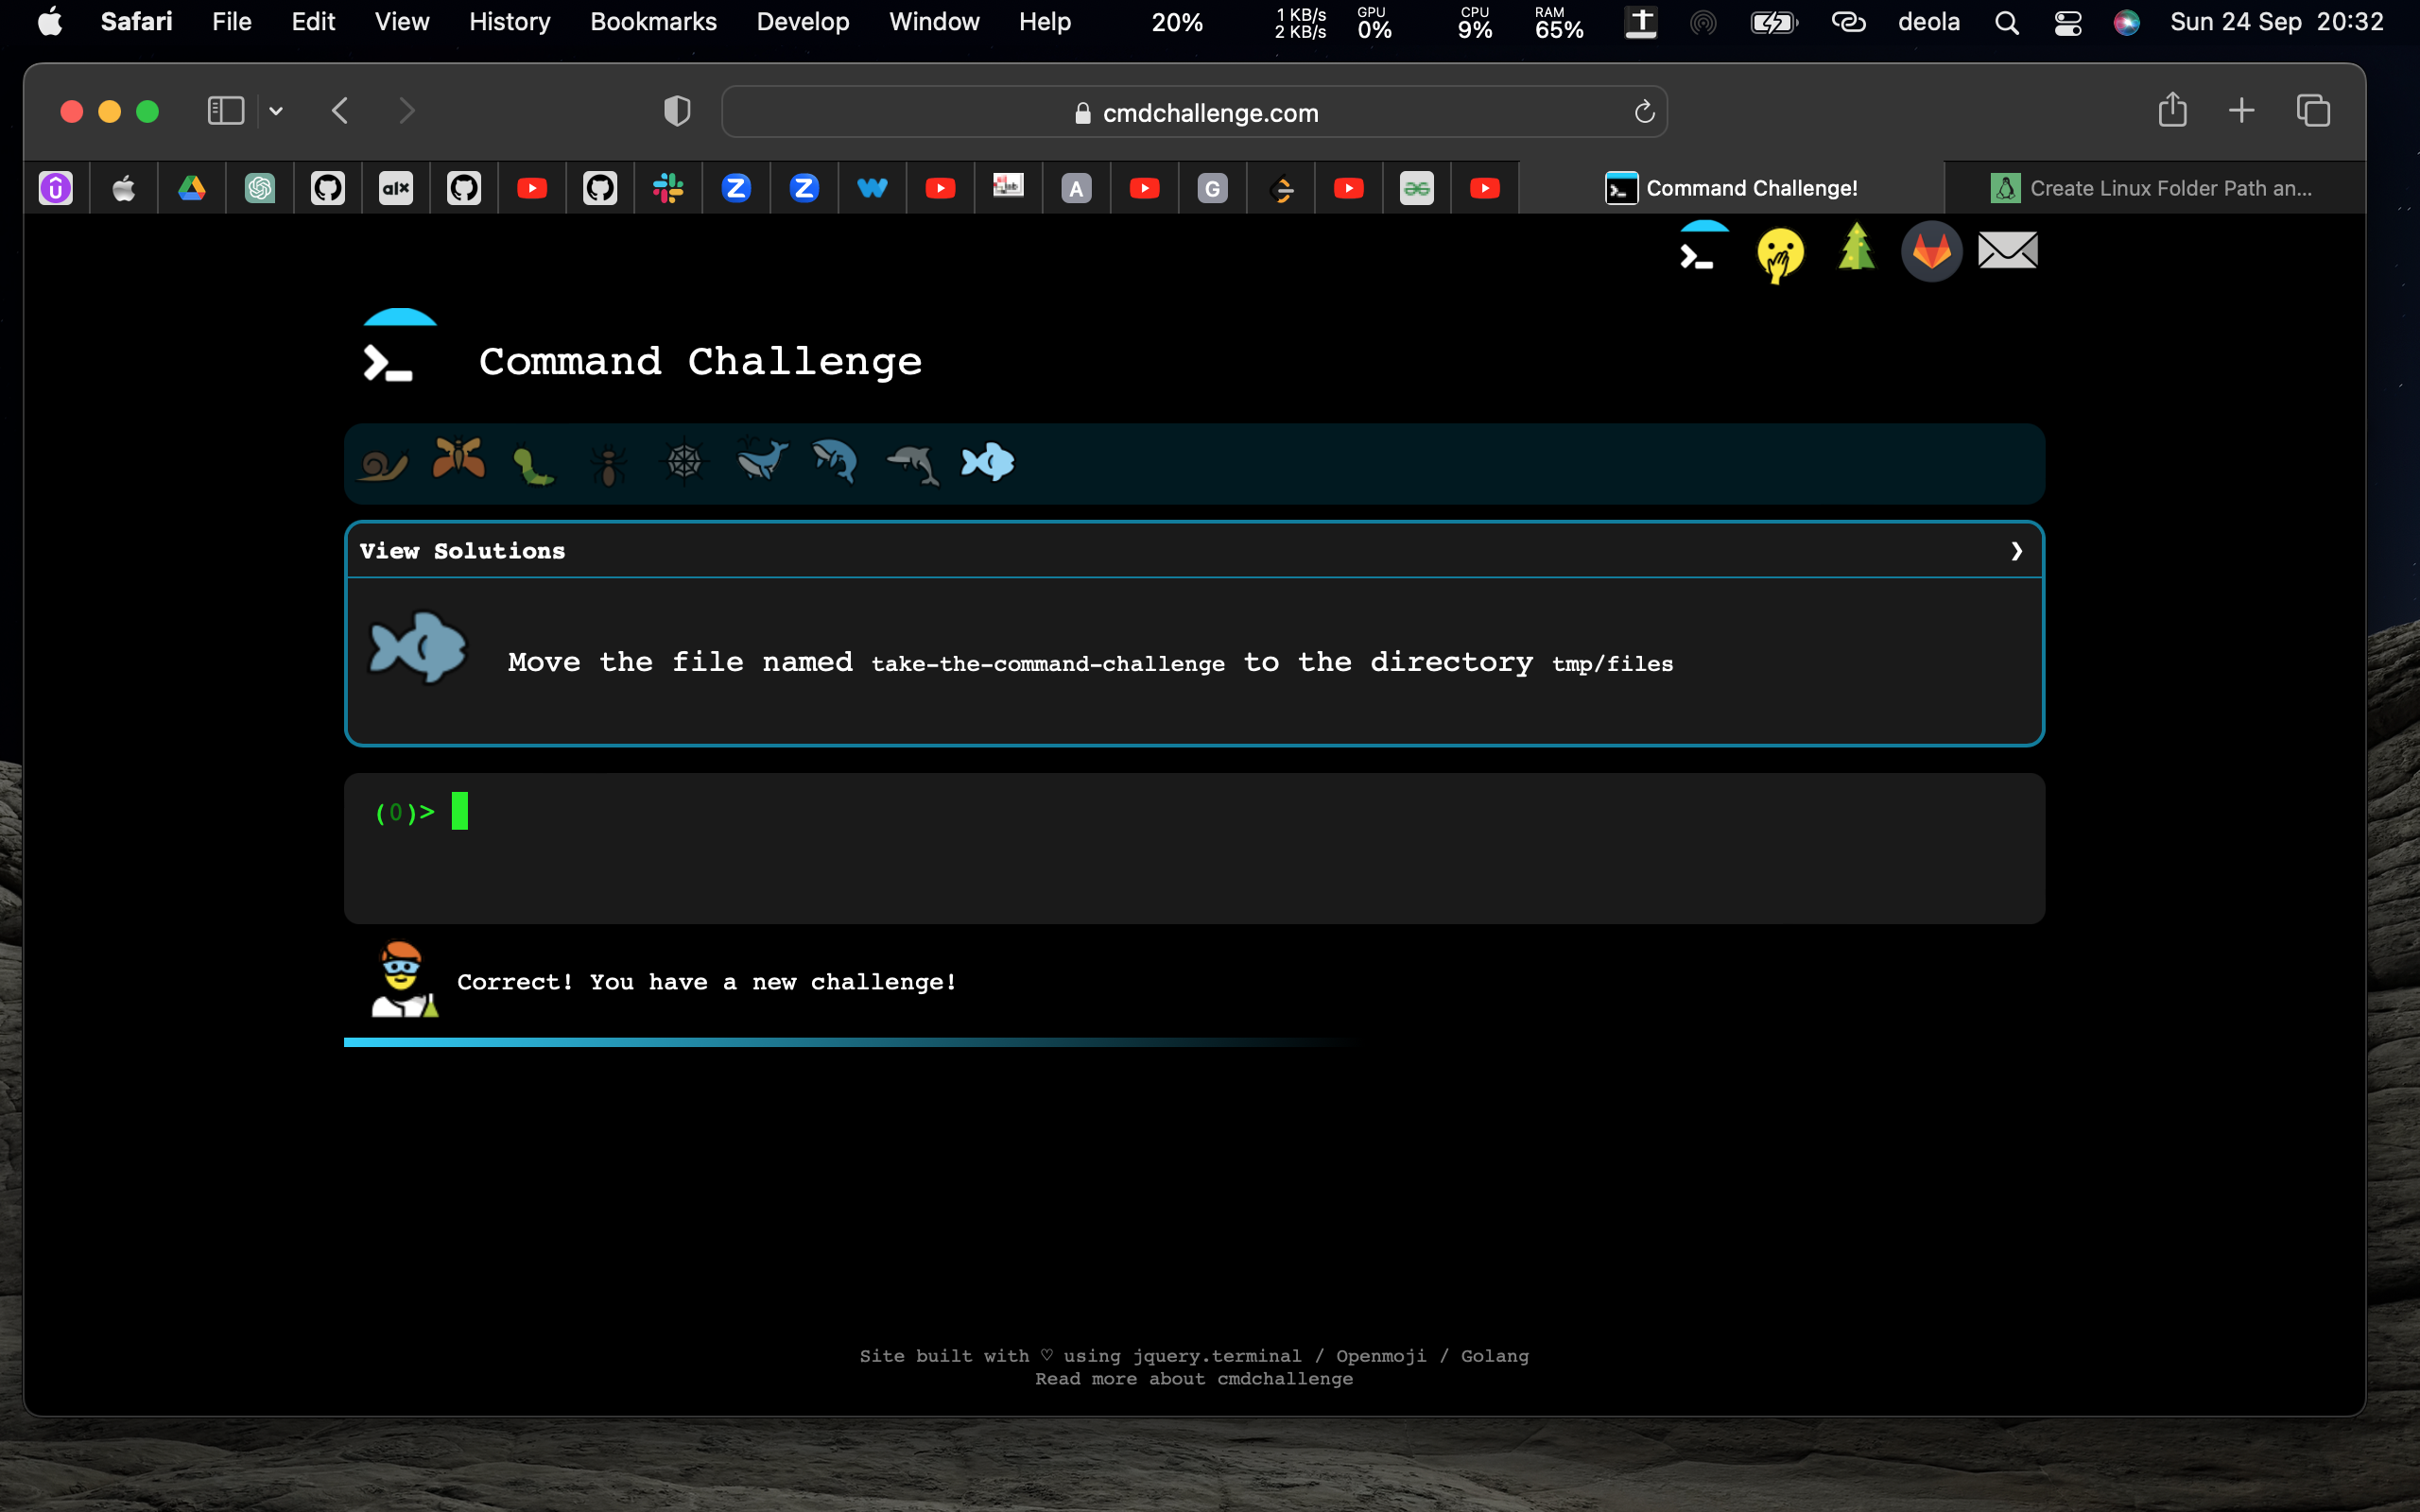 Safari File Edit View History Bookmarks Develop Window Help 20% 1 KB/s 2 KB/s GPU 0% CPU 9% RAM 65% deola Sun 24 Sep 20:32
cmdchallenge.com
alx A G Command Challenge! Create Linux Folder Path an...
Command Challenge
View Solutions
Move the file named take-the-command-challenge to the directory tmp/files
(0)>
Correct! You have a new challenge!
Site built with ♡ using jquery.terminal / Openmoji / Golang
Read more about cmdchallenge